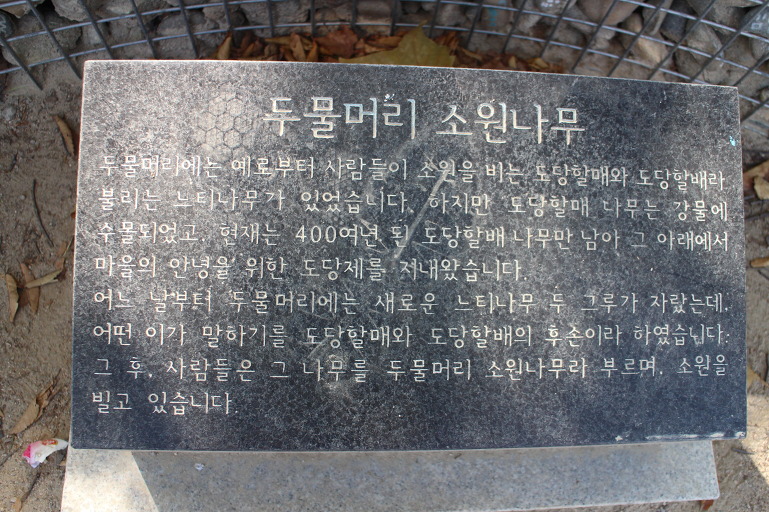 두물머리 소원나무
두물머리에는 예로부터 사람들이 소원을 비는 도당할매와 도당할배라
불리는 느티나무가 있었습니다. 하지만 도당할매 나무는 강물에
수몰되었고, 현재는 400여년 된 도당할배 나무만 남아 그 아래에서
마을의 안녕을 위한 도당제를 지내왔습니다.
어느 날부터 두물머리에는 새로운 느티나무 두 그루가 자랐는데,
어떤 이가 말하기를 도당할매와 도당할배의 후손이라 하였습니다.
그 후, 사람들은 그 나무를 두물머리 소원나무라 부르며, 소원을
빌고 있습니다.